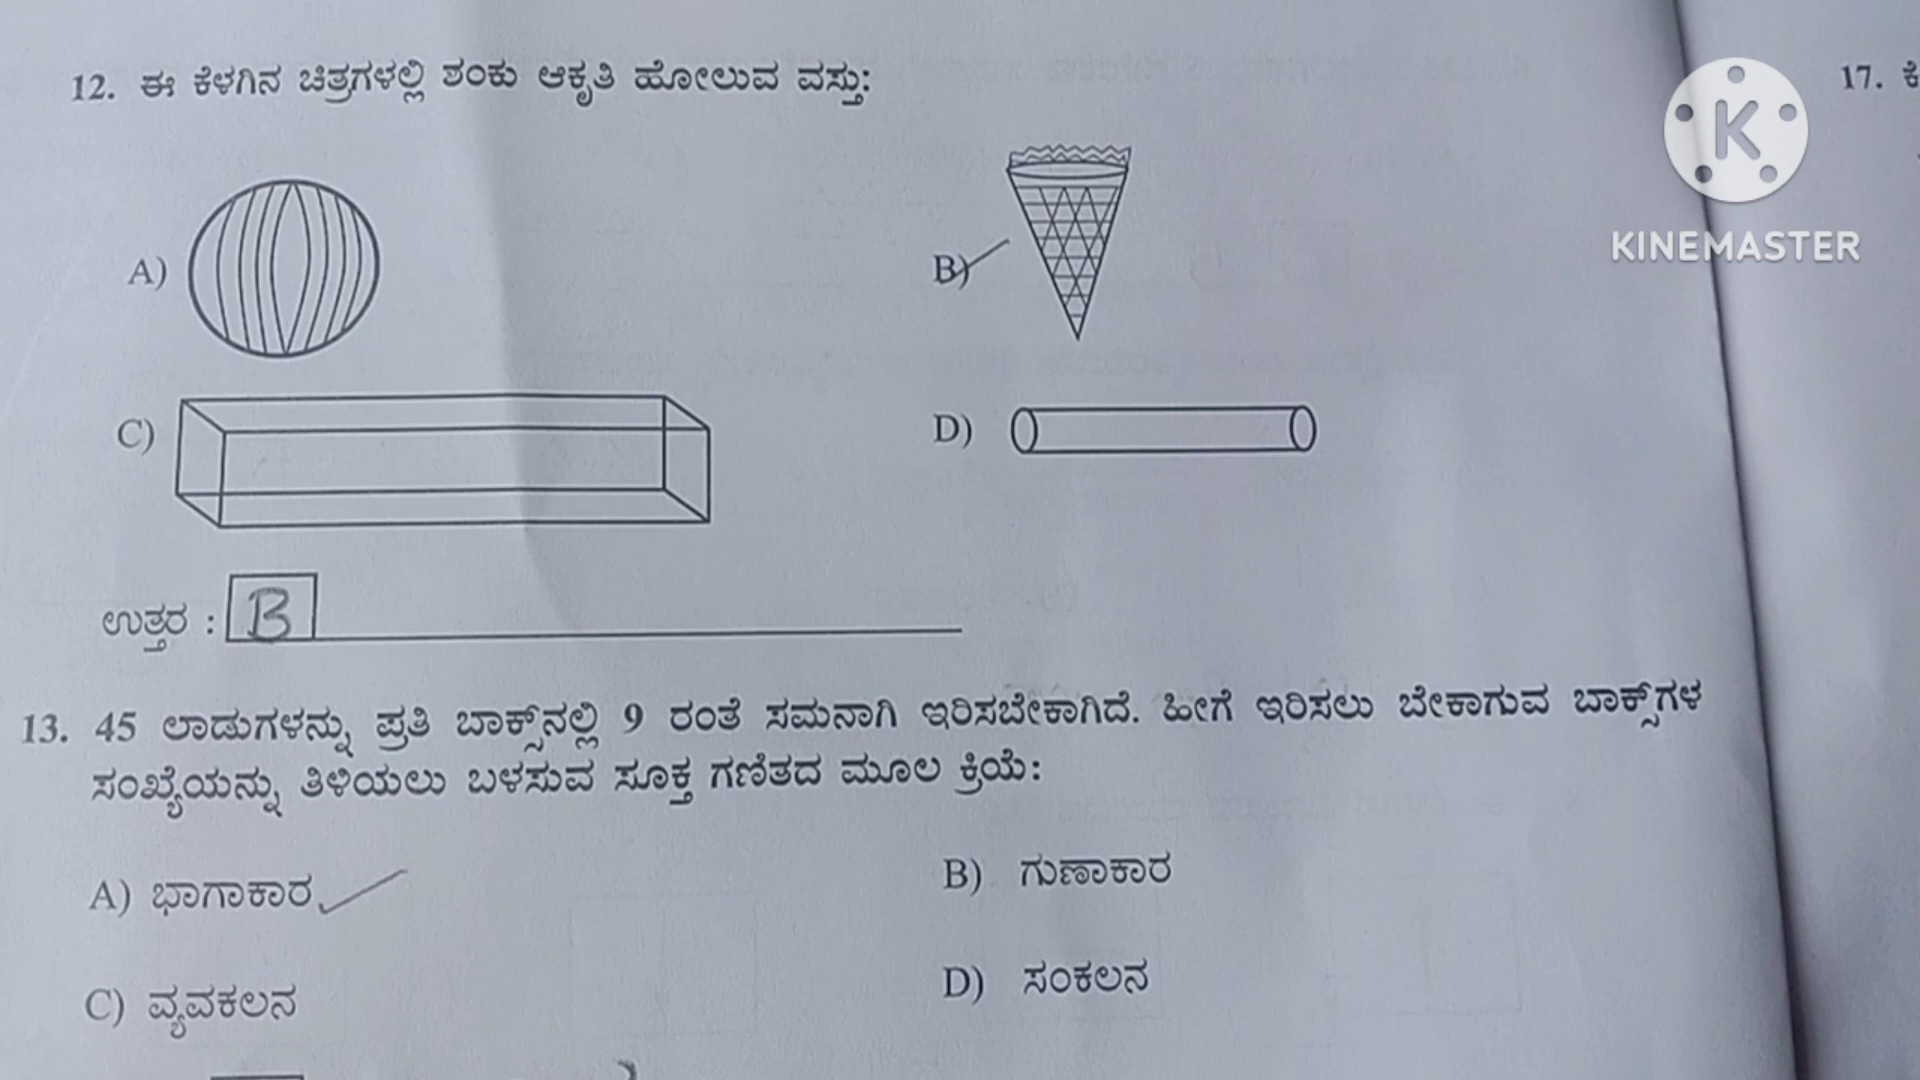 12. ಈ ಕೆಳಗಿನ ಚಿತ್ರಗಳಲ್ಲಿ ಶಂಕು ಆಕೃತಿ ಹೋಲುವ ವಸ್ತು:
17.
K
KINEMASTER
A)
B)
C)
D)
ಉತ್ತರ : B
13. 45 ಲಾಡುಗಳನ್ನು ಪ್ರತಿ ಬಾಕ್ಸ್‌ನಲ್ಲಿ 9 ರಂತೆ ಸಮನಾಗಿ ಇರಿಸಬೇಕಾಗಿದೆ. ಹೀಗೆ ಇರಿಸಲು ಬೇಕಾಗುವ ಬಾಕ್ಸ್‌ಗಳ
ಸಂಖ್ಯೆಯನ್ನು ತಿಳಿಯಲು ಬಳಸುವ ಸೂಕ್ತ ಗಣಿತದ ಮೂಲ ಕ್ರಿಯೆ:
A) ಭಾಗಾಕಾರ
B) ಗುಣಾಕಾರ
C) ವ್ಯವಕಲನ
D) ಸಂಕಲನ